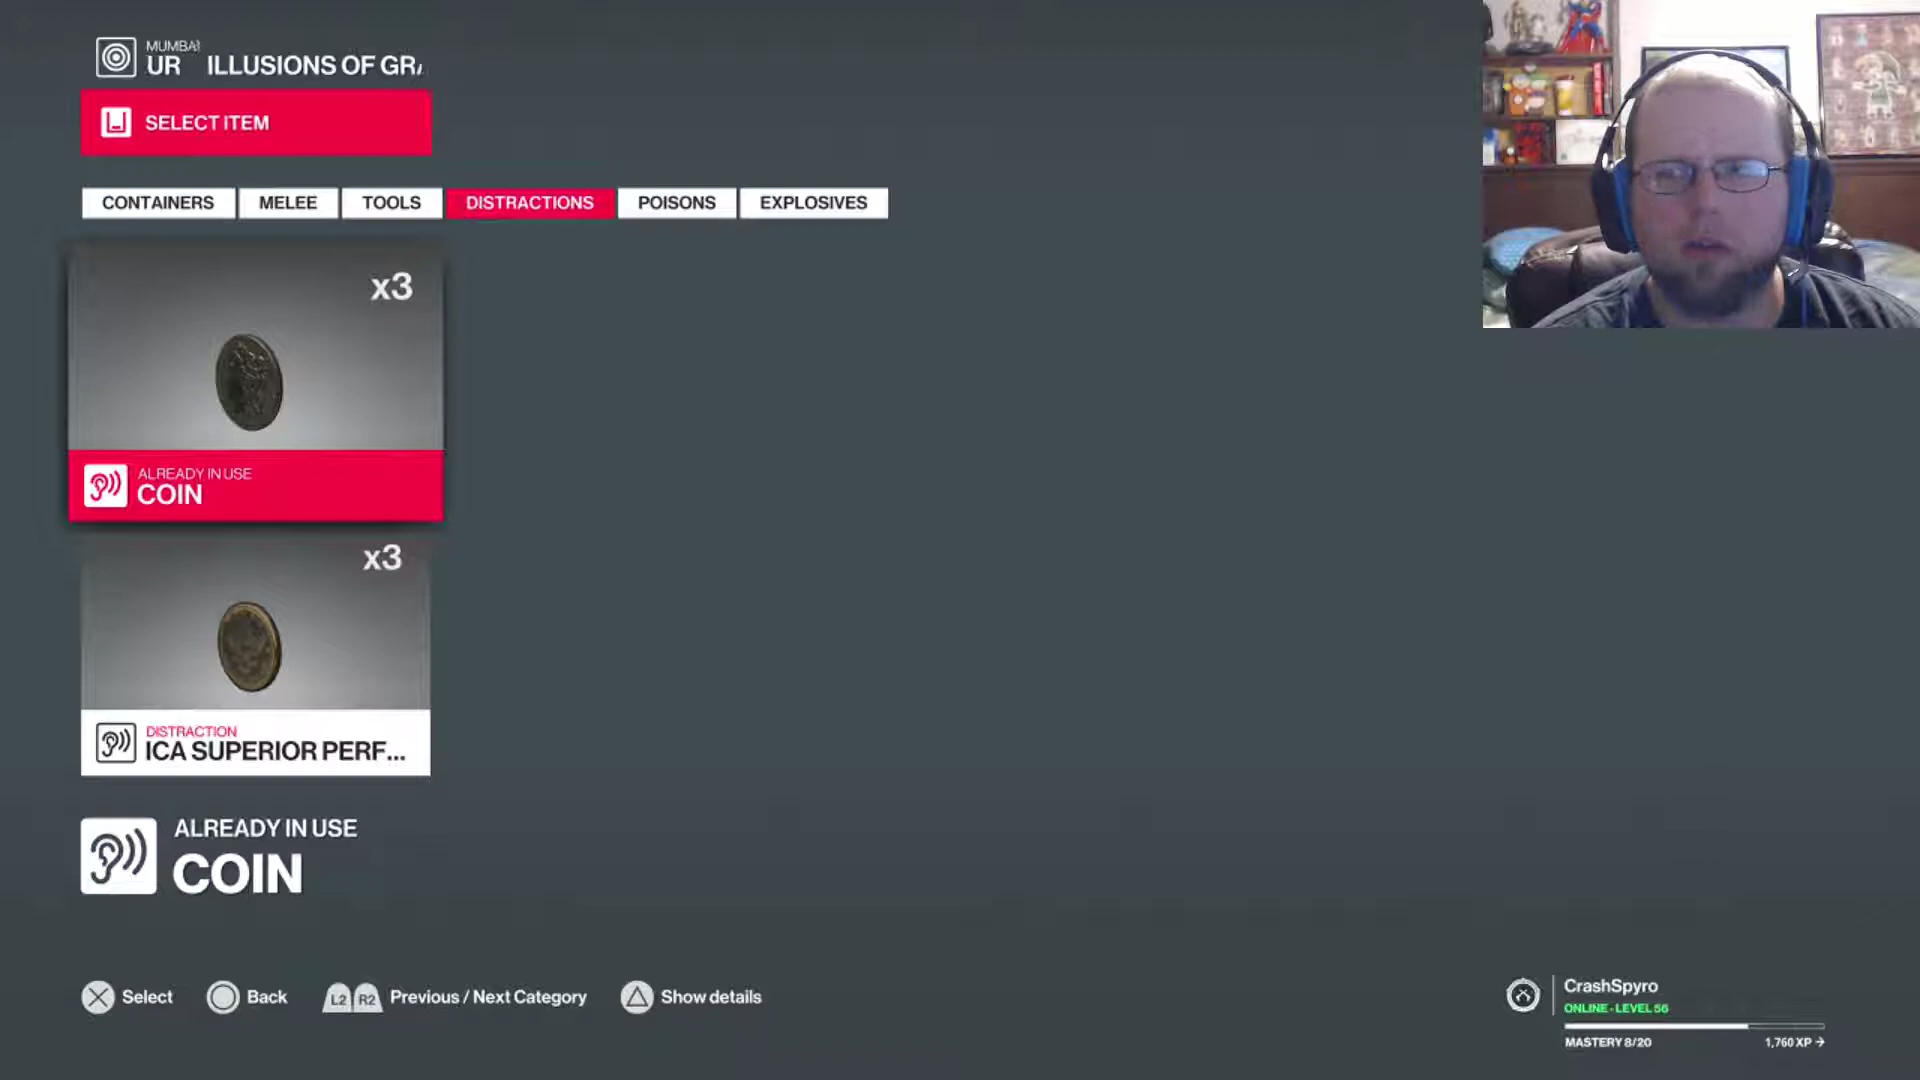 MUMBAI
UR ILLUSIONS OF GR
SELECT ITEM
CONTAINERS MELEE TOOLS DISTRACTIONS POISONS EXPLOSIVES
x3
ALREADY IN USE
COIN
x3
DISTRACTION
ICA SUPERIOR PERF...
ALREADY IN USE
COIN
Select Back L2 R2 Previous / Next Category Show details
CrashSpyro
ONLINE - LEVEL 56
MASTERY 8/20 1,760 XP →